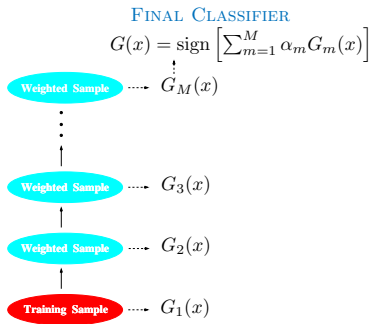 FINAL CLASSIFIER
G(x) = sign [∑_{m=1}^{M} α_m G_m(x)]
Weighted Sample G_M(x)
Weighted Sample G_3(x)
Weighted Sample G_2(x)
Training Sample G_1(x)